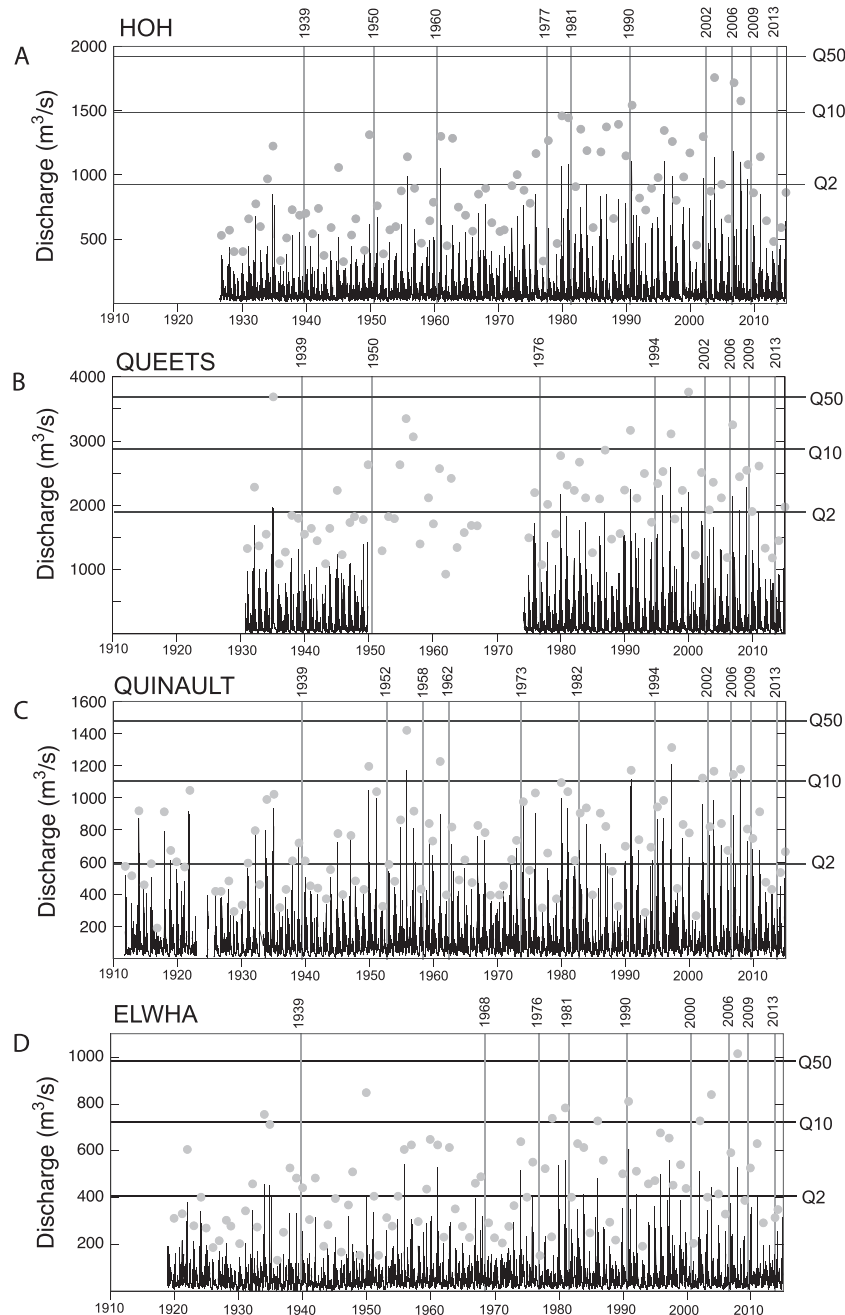 HOH
1939 1950 1960 1977 1981 1990 2002 2006 2009 2013
A
Discharge (m³/s)
2000
1500
1000
500
Q50
Q10
Q2
1910 1920 1930 1940 1950 1960 1970 1980 1990 2000 2010
QUEETS
1939 1950 1976 1994 2002 2006 2009 2013
B
Discharge (m³/s)
4000
3000
2000
1000
Q50
Q10
Q2
1910 1920 1930 1940 1950 1960 1970 1980 1990 2000 2010
QUINAULT
1939 1952 1958 1962 1973 1982 1994 2002 2006 2009 2013
C
Discharge (m³/s)
1600
1400
1200
1000
800
600
400
200
Q50
Q10
Q2
1910 1920 1930 1940 1950 1960 1970 1980 1990 2000 2010
ELWHA
1939 1968 1976 1981 1990 2000 2006 2009 2013
D
Discharge (m³/s)
1000
800
600
400
200
Q50
Q10
Q2
1910 1920 1930 1940 1950 1960 1970 1980 1990 2000 2010